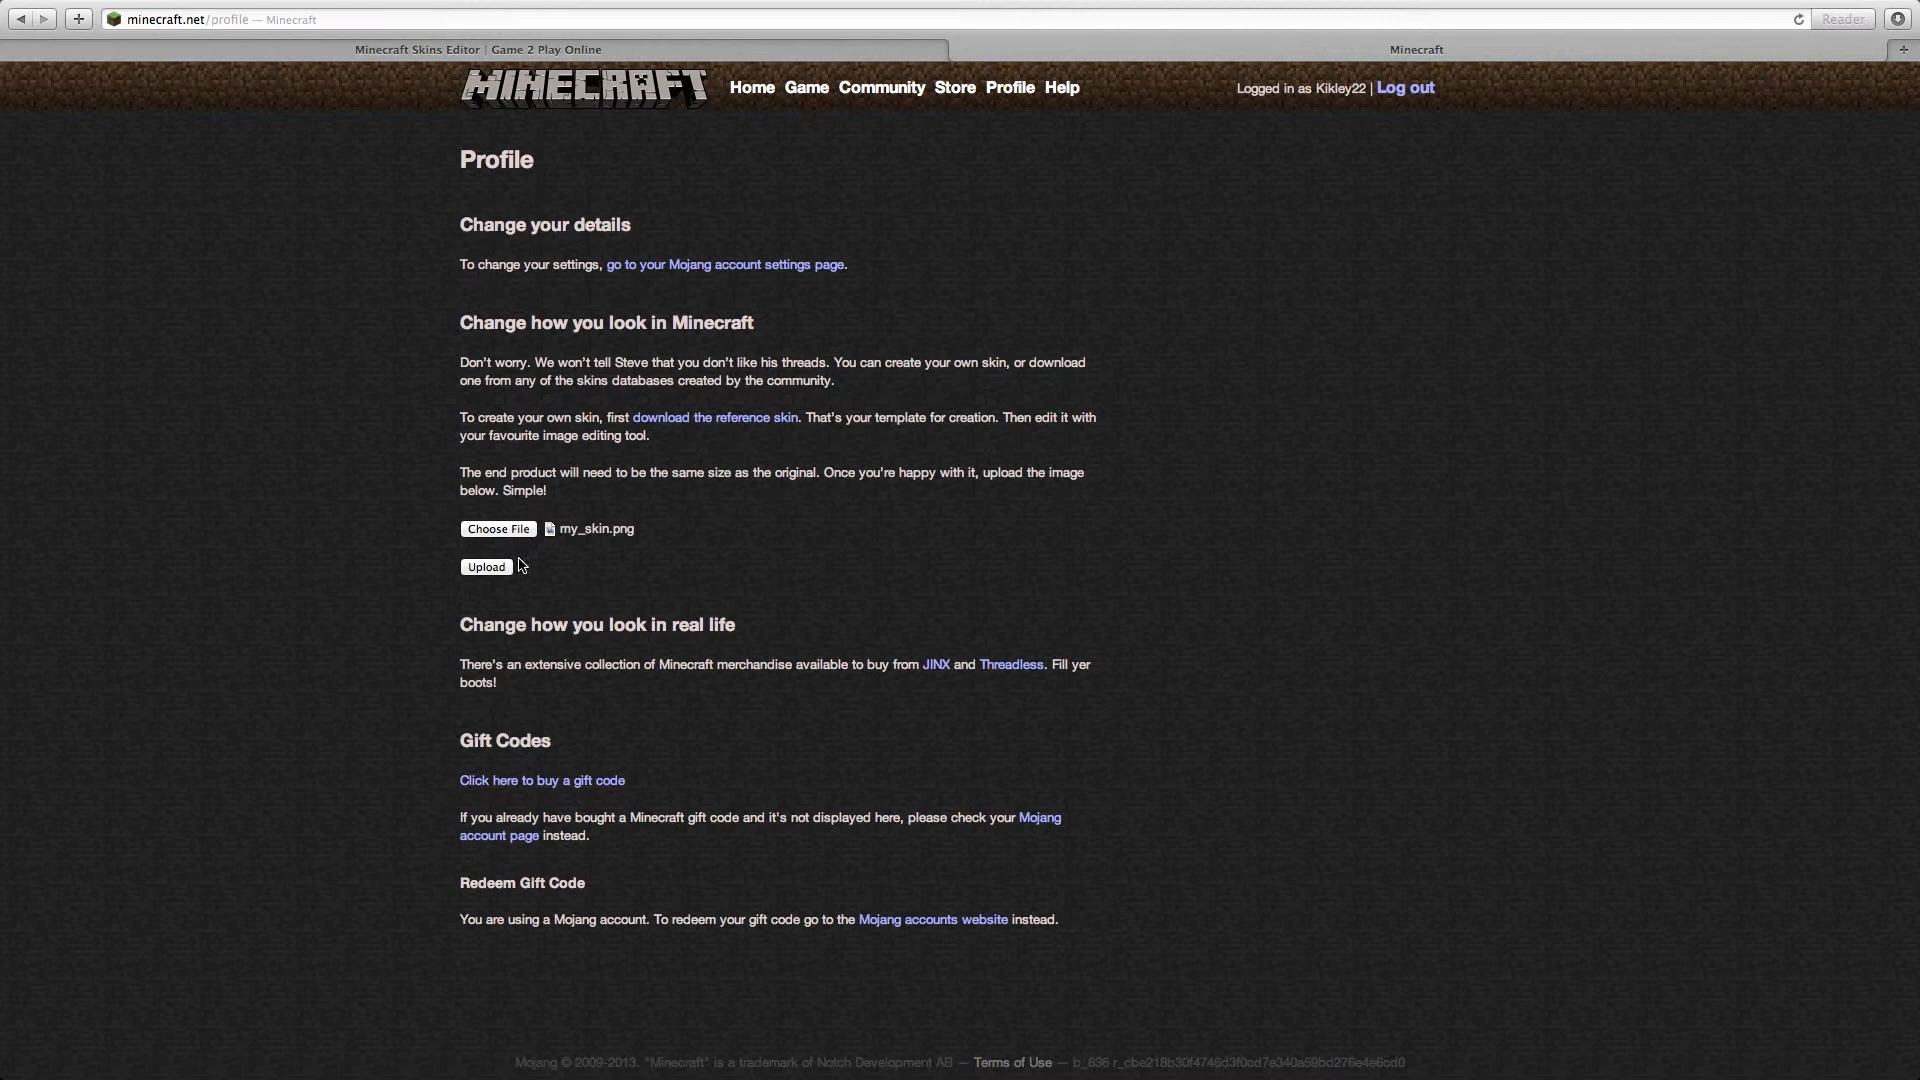 minecraft.net/profile — Minecraft
Reader
Minecraft Skins Editor | Game 2 Play Online
Minecraft
MINECRAFT
Home Game Community Store Profile Help
Logged in as Kikley22 | Log out
Profile
Change your details
To change your settings, go to your Mojang account settings page.
Change how you look in Minecraft
Don't worry. We won't tell Steve that you don't like his threads. You can create your own skin, or download
one from any of the skins databases created by the community.
To create your own skin, first download the reference skin. That's your template for creation. Then edit it with
your favourite image editing tool.
The end product will need to be the same size as the original. Once you're happy with it, upload the image
below. Simple!
Choose File my_skin.png
Upload
Change how you look in real life
There's an extensive collection of Minecraft merchandise available to buy from JINX and Threadless. Fill yer
boots!
Gift Codes
Click here to buy a gift code
If you already have bought a Minecraft gift code and it's not displayed here, please check your Mojang
account page instead.
Redeem Gift Code
You are using a Mojang account. To redeem your gift code go to the Mojang accounts website instead.
Mojang © 2009-2013. "Minecraft" is a trademark of Notch Development AB — Terms of Use — b_636 r_cbe218b30f4746d3f0cd7e340a59bd276e4e6cd0